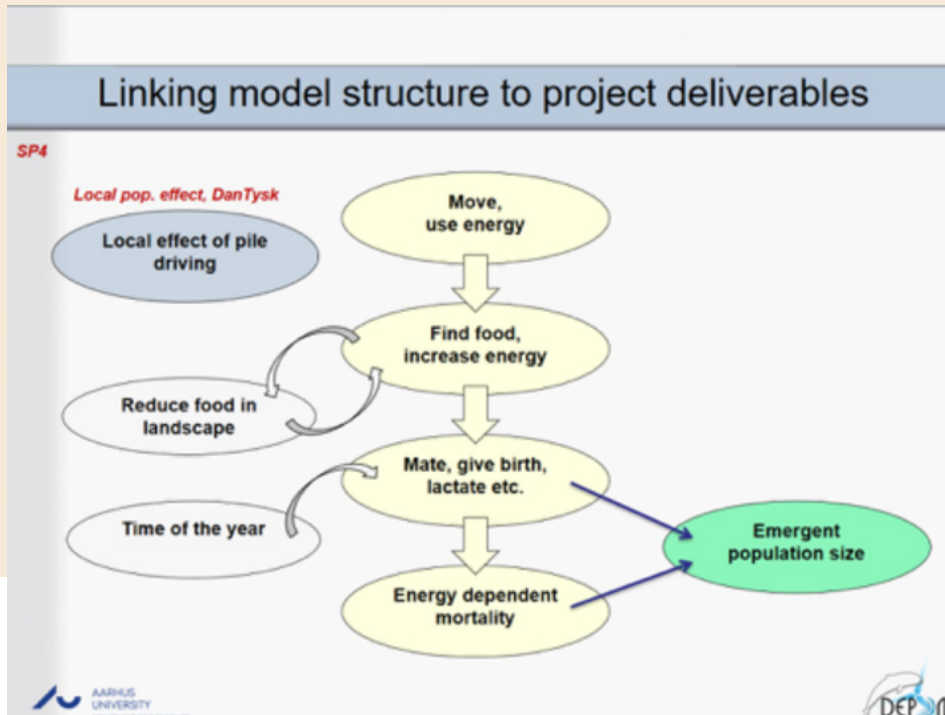 Linking model structure to project deliverables
SP4
Local pop. effect, DanTysk
Local effect of pile
driving
Move,
use energy
Find food,
increase energy
Reduce food in
landscape
Mate, give birth,
lactate etc.
Time of the year
Emergent
population size
Energy dependent
mortality
AARHUS
UNIVERSITY